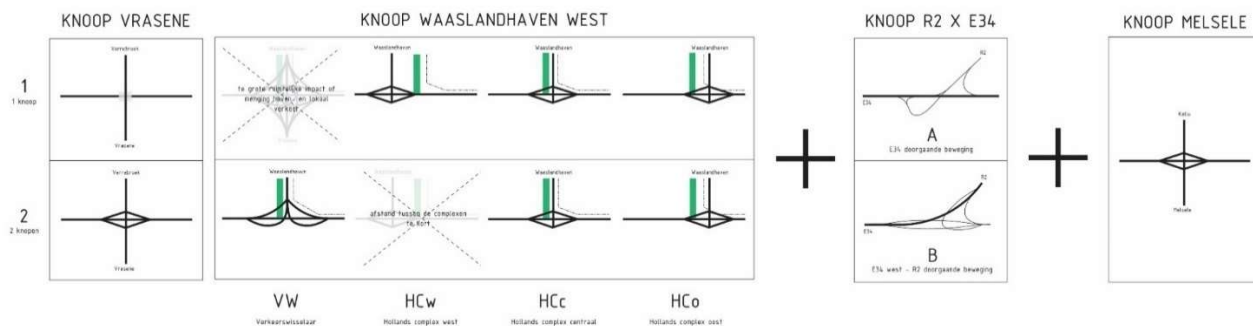 KNOOP VRASENE
KNOOP WAASLANDHAVEN WEST
KNOOP R2 X E34
KNOOP MELSELE
1
1 knoop
Verrebroek
Vrasene
te grote ruimtelijke impact of
menging haven- en lokaal
verkeer
Waaslandhaven
Waaslandhaven
Waaslandhaven
R2
E34
A
E34 doorgaande beweging
2
2 knopen
Verrebroek
Vrasene
Waaslandhaven
afstand tussen de complexen
te kort
Waaslandhaven
Waaslandhaven
R2
E34
B
E34 west - R2 doorgaande beweging
Kallo
Melsele
VW
Verkeerswisselaar
HCw
Hollands complex west
HCc
Hollands complex centraal
HCo
Hollands complex oost